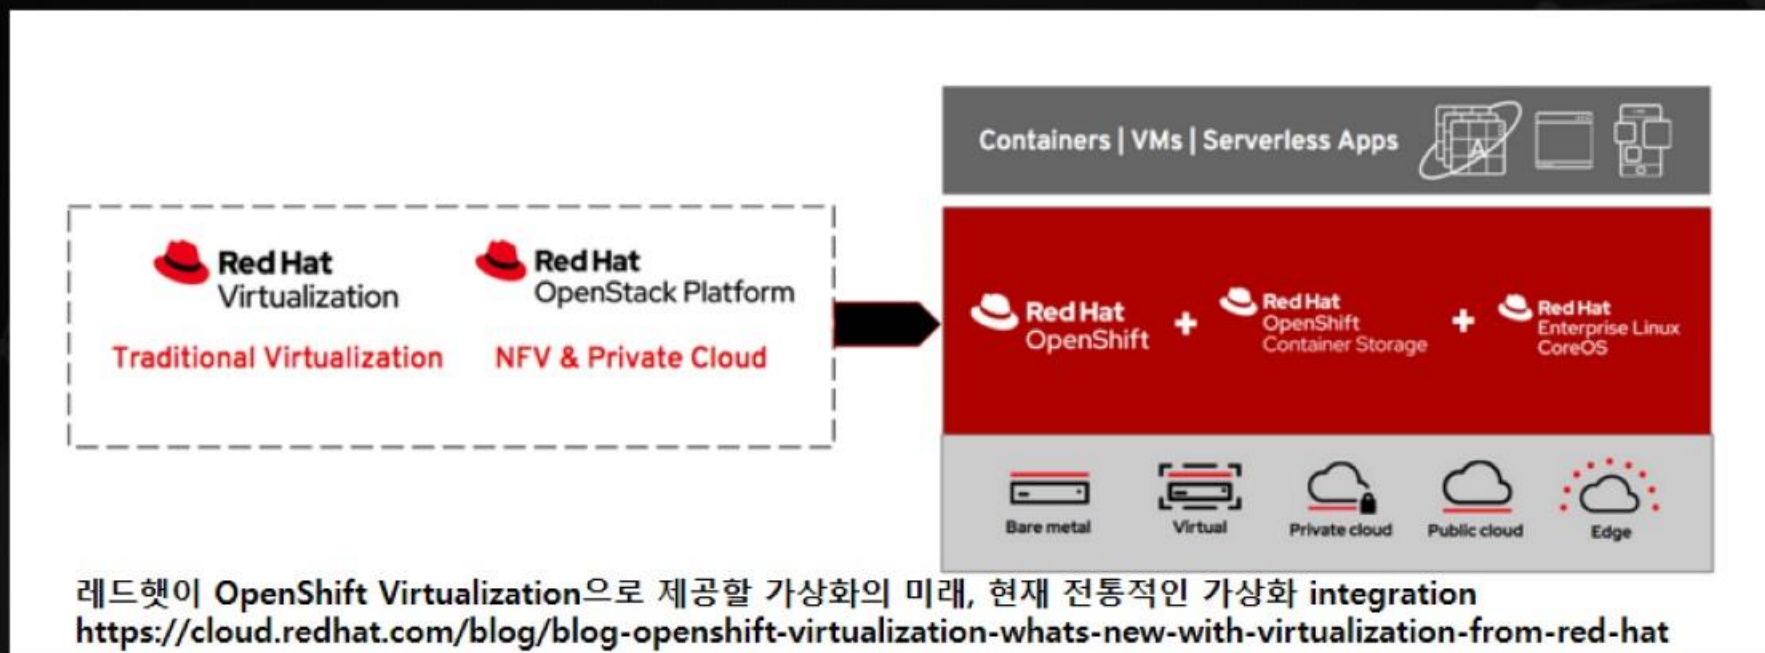 Containers | VMs | Serverless Apps
A
Red Hat
Virtualization
Traditional Virtualization
Red Hat
OpenStack Platform
NFV & Private Cloud
Red Hat
OpenShift
+
Red Hat
OpenShift
Container Storage
+
Red Hat
Enterprise Linux
CoreOS
Bare metal
Virtual
Private cloud
Public cloud
Edge
레드햇이 OpenShift Virtualization으로 제공할 가상화의 미래, 현재 전통적인 가상화 integration
https://cloud.redhat.com/blog/blog-openshift-virtualization-whats-new-with-virtualization-from-red-hat